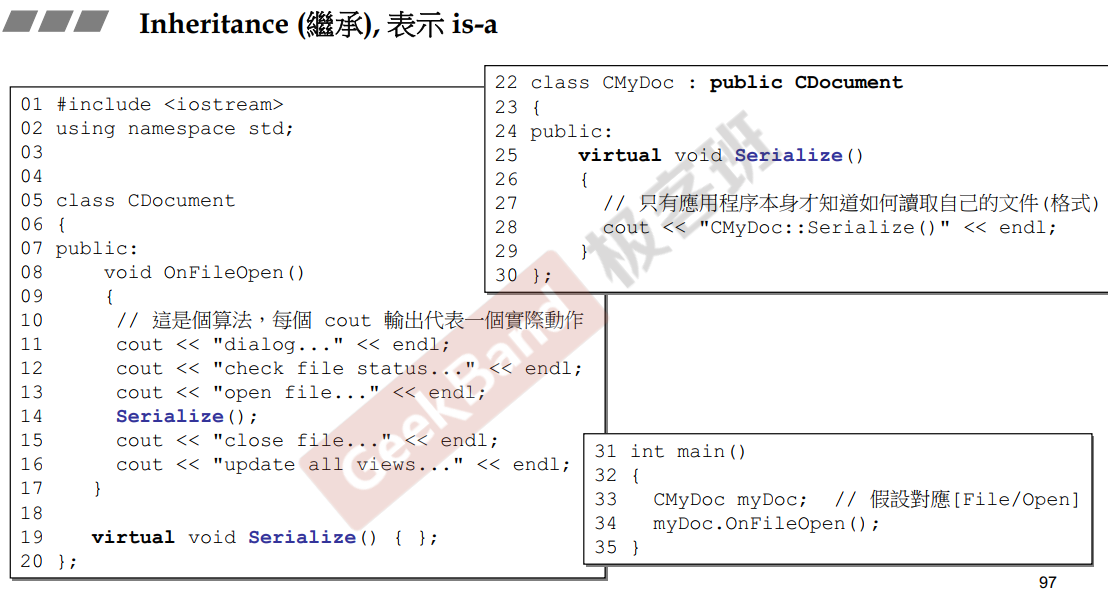 Inheritance (繼承), 表示 is-a
01 #include <iostream>
02 using namespace std;
03
04
05 class CDocument
06 {
07 public:
08     void OnFileOpen()
09     {
10      // 這是個算法，每個 cout 輸出代表一個實際動作
11      cout << "dialog..." << endl;
12      cout << "check file status..." << endl;
13      cout << "open file..." << endl;
14      Serialize();
15      cout << "close file..." << endl;
16      cout << "update all views..." << endl;
17    }
18
19    virtual void Serialize() { };
20 };
22 class CMyDoc : public CDocument
23 {
24 public:
25     virtual void Serialize()
26     {
27       // 只有應用程序本身才知道如何讀取自己的文件(格式)
28       cout << "CMyDoc::Serialize()" << endl;
29     }
30 };
31 int main()
32 {
33   CMyDoc myDoc;  // 假設對應[File/Open]
34   myDoc.OnFileOpen();
35 }
GeekBand 极客班
97